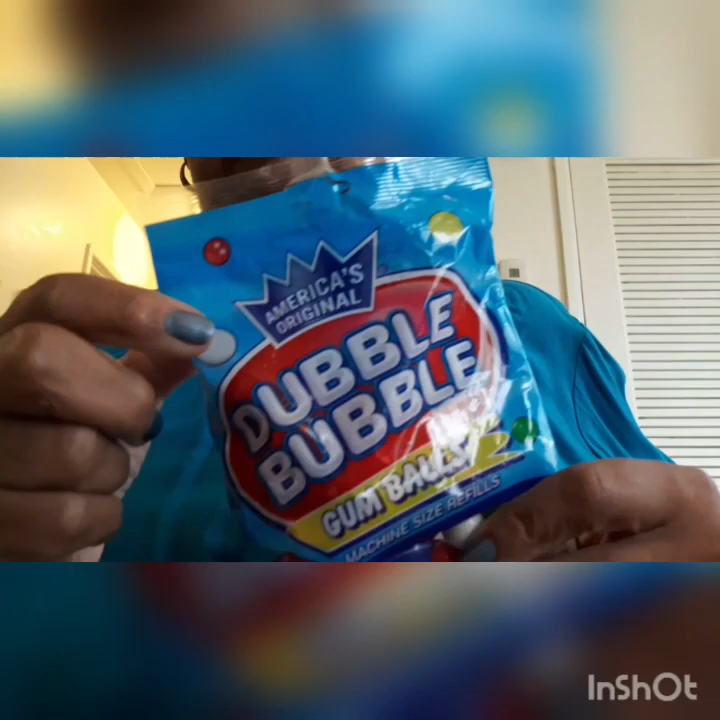 AMERICA'S
ORIGINAL
DUBBLE
BUBBLE
GUM BALLS
MACHINE SIZE REFILLS
InShOt